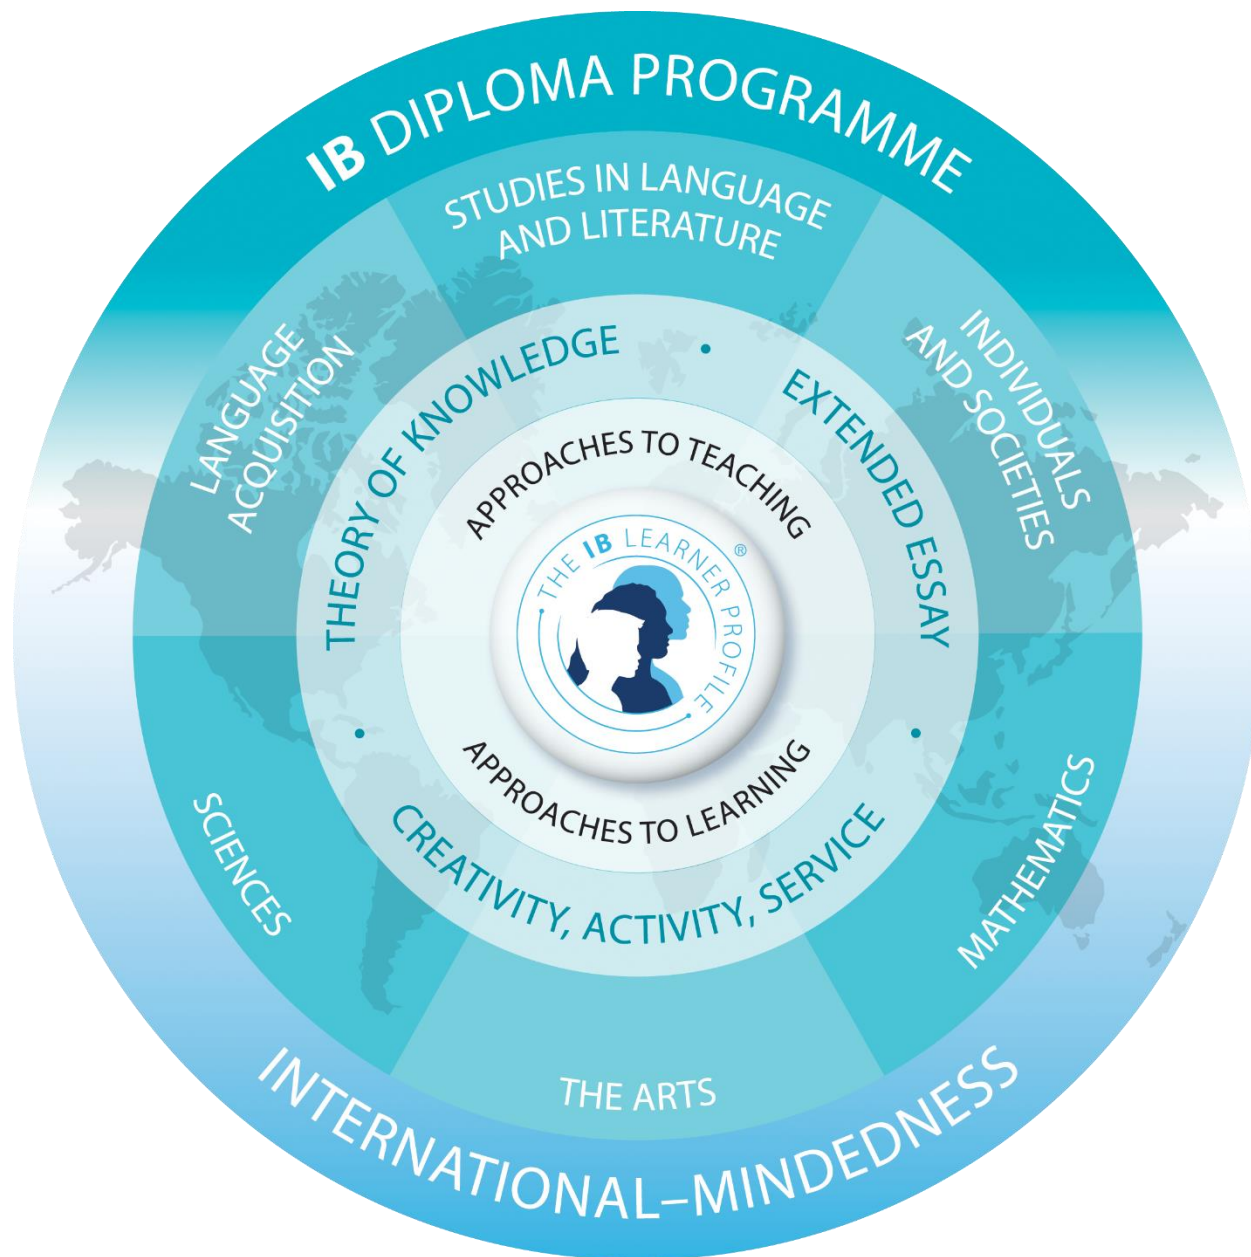 IB DIPLOMA PROGRAMME
STUDIES IN LANGUAGE
AND LITERATURE
LANGUAGE
ACQUISITION
INDIVIDUALS
AND SOCIETIES
THEORY OF KNOWLEDGE
•
EXTENDED ESSAY
APPROACHES TO TEACHING
THE IB LEARNER PROFILE®
APPROACHES TO LEARNING
•
CREATIVITY, ACTIVITY, SERVICE
•
SCIENCES
MATHEMATICS
THE ARTS
INTERNATIONAL–MINDEDNESS